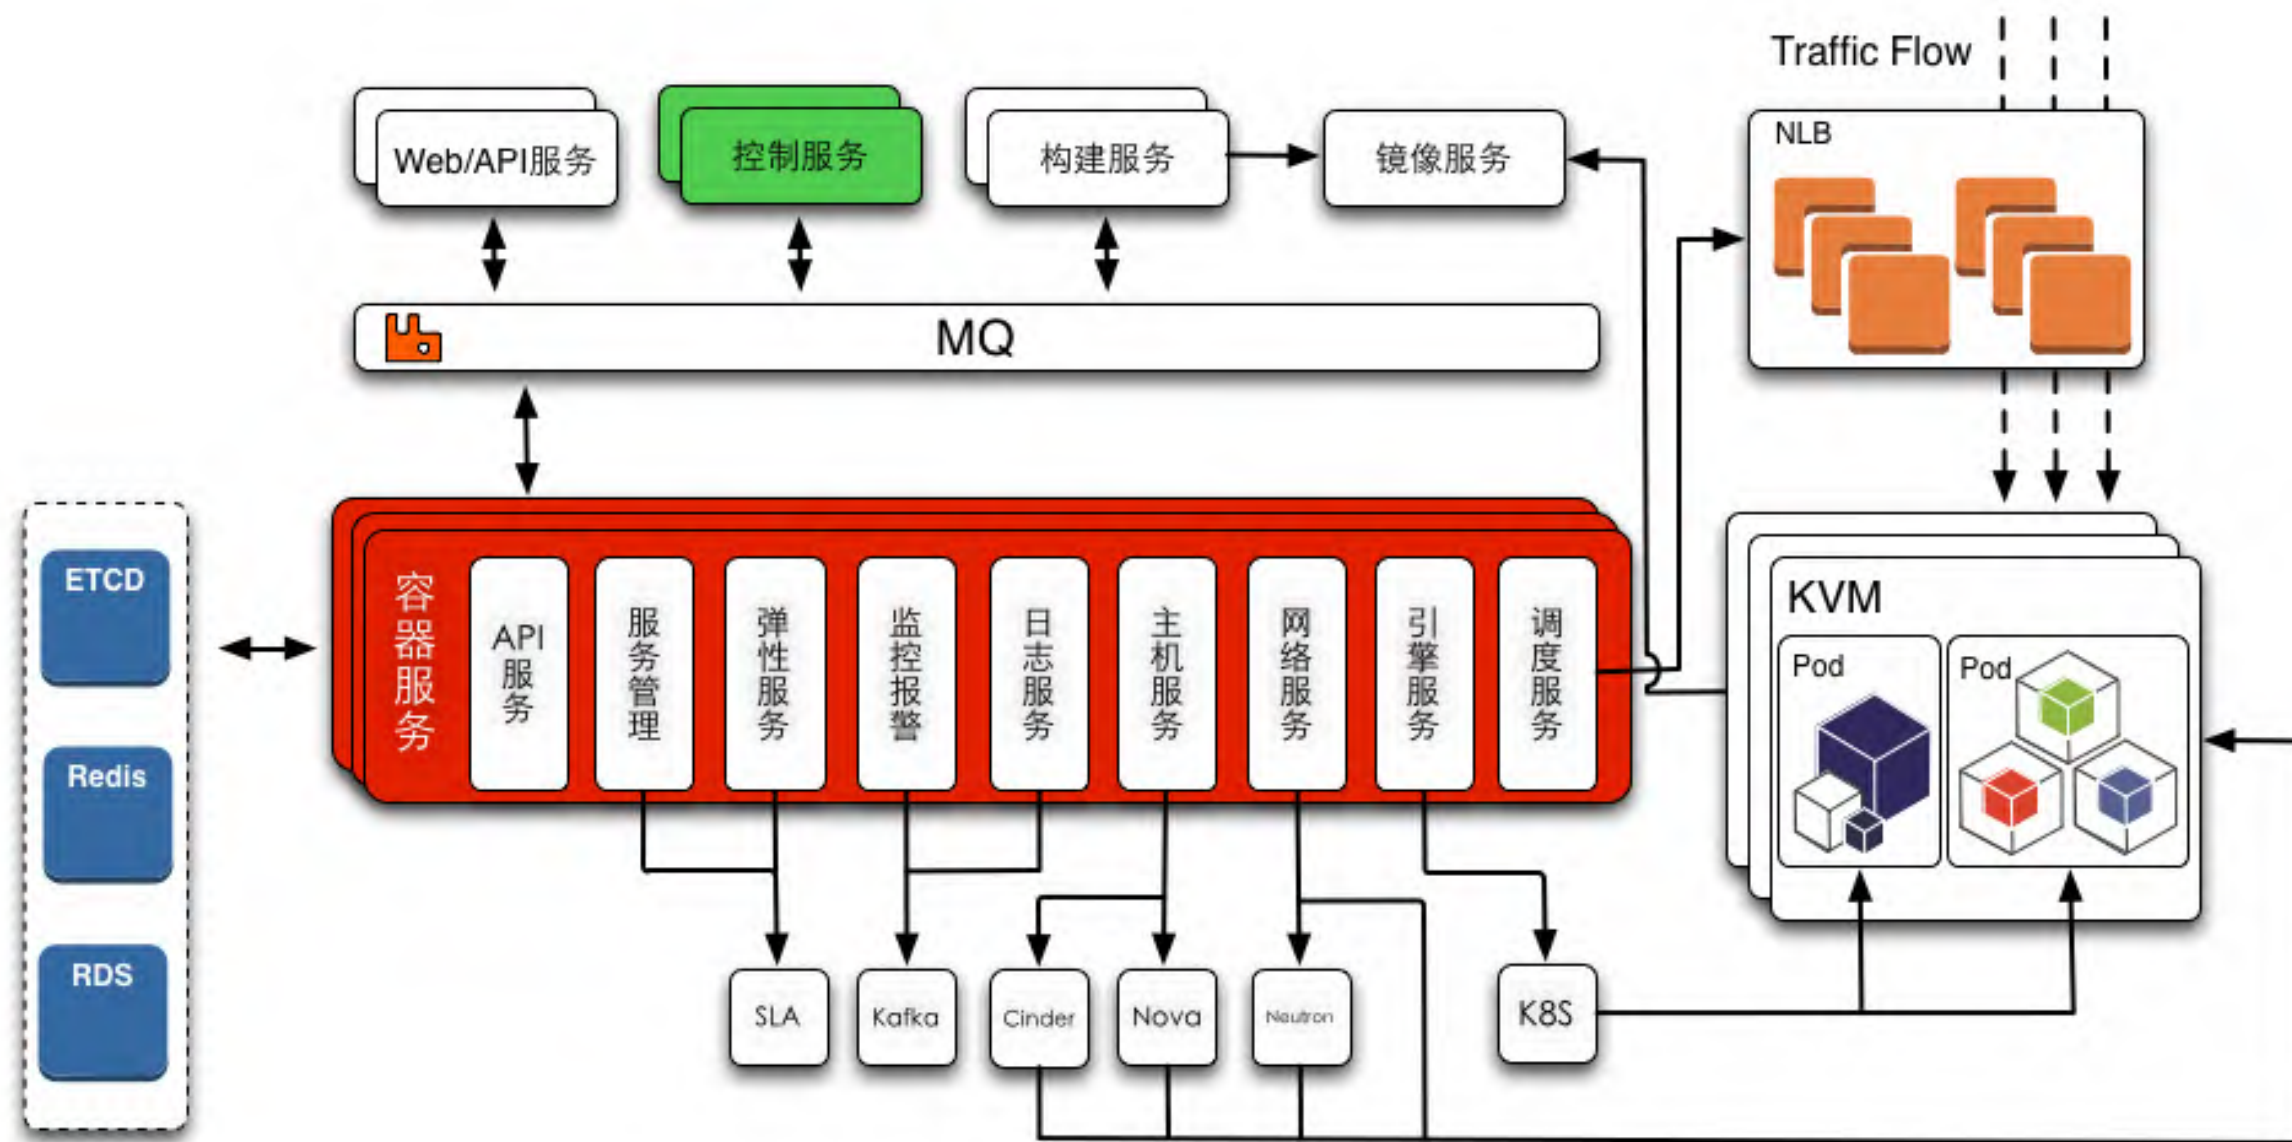 Traffic Flow
Web/API服务
控制服务
构建服务
镜像服务
NLB
MQ
ETCD
Redis
RDS
容器服务
API服务
服务管理
弹性服务
监控报警
日志服务
主机服务
网络服务
引擎服务
调度服务
KVM
Pod
Pod
SLA
Kafka
Cinder
Nova
Neutron
K8S